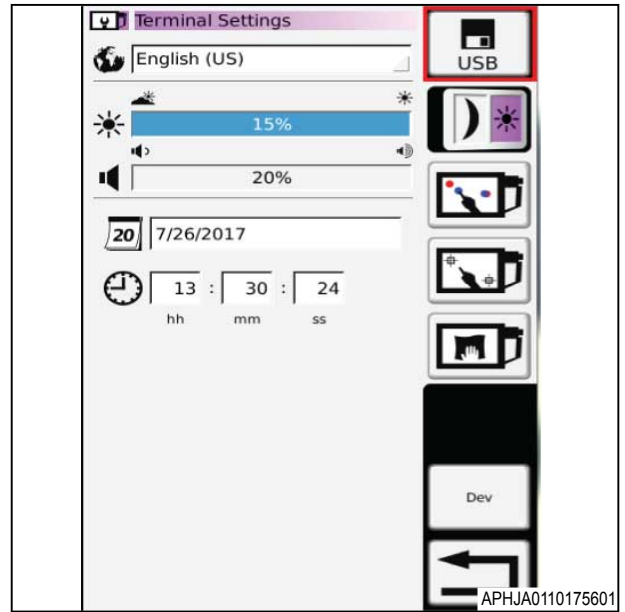 Terminal Settings
USB
English (US)
15%
20%
20
7/26/2017
13 : 30 : 24
hh mm ss
Dev
APHJA0110175601